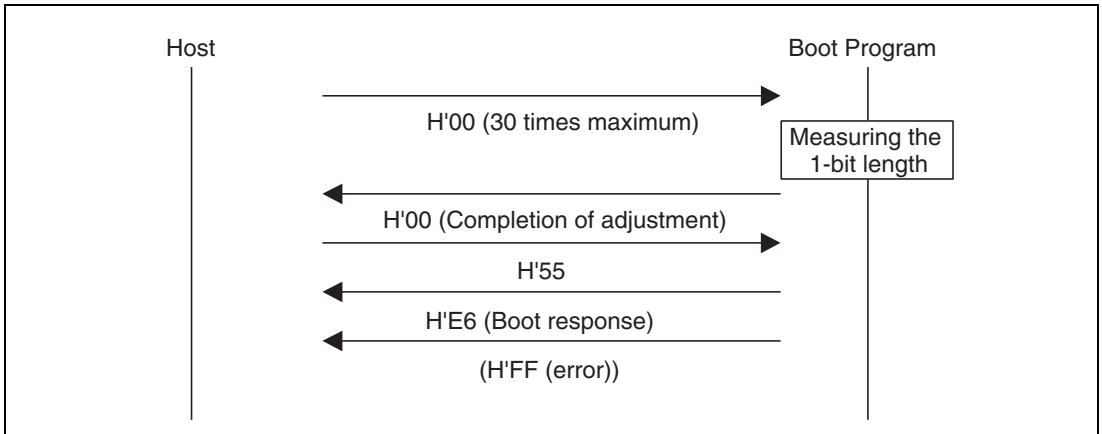 Host
Boot Program
H'00 (30 times maximum)
Measuring the
1-bit length
H'00 (Completion of adjustment)
H'55
H'E6 (Boot response)
(H'FF (error))